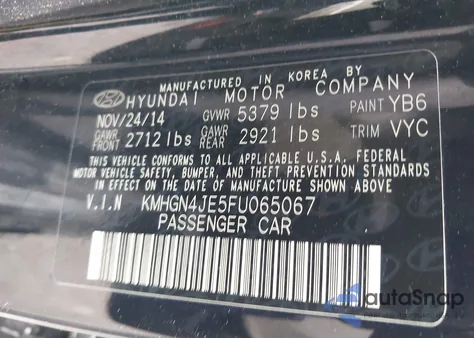 MANUFACTURED IN KOREA BY
HYUNDAI MOTOR COMPANY
NOV/24/14 GVWR 5379 lbs PAINT YB6
GAWR FRONT 2712 lbs GAWR REAR 2921 lbs TRIM VYC
THIS VEHICLE CONFORMS TO ALL APPLICABLE U.S.A. FEDERAL
MOTOR VEHICLE SAFETY, BUMPER, AND THEFT PREVENTION STANDARDS
IN EFFECT ON THE DATE OF MANUFACTURE SHOWN ABOVE.
V.I.N KMHGN4JE5FU065067
PASSENGER CAR
autoSnap